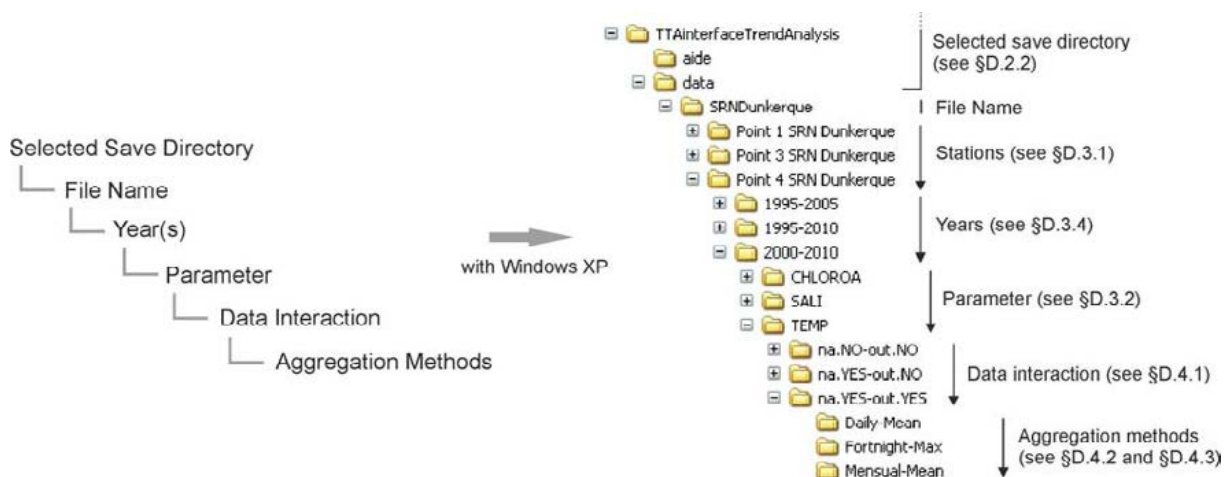 Selected Save Directory
File Name
Year(s)
Parameter
Data Interaction
Aggregation Methods
with Windows XP
TTAinterfaceTrendAnalysis
aide
data
SRNDunkerque
Point 1 SRN Dunkerque
Point 3 SRN Dunkerque
Point 4 SRN Dunkerque
1995-2005
1995-2010
2000-2010
CHLOROA
SALI
TEMP
na.NO-out.NO
na.YES-out.NO
na.YES-out.YES
Daily-Mean
Fortnight-Max
Mensual-Mean
Selected save directory
(see §D.2.2)
File Name
Stations (see §D.3.1)
Years (see §D.3.4)
Parameter (see §D.3.2)
Data interaction (see §D.4.1)
Aggregation methods
(see §D.4.2 and §D.4.3)